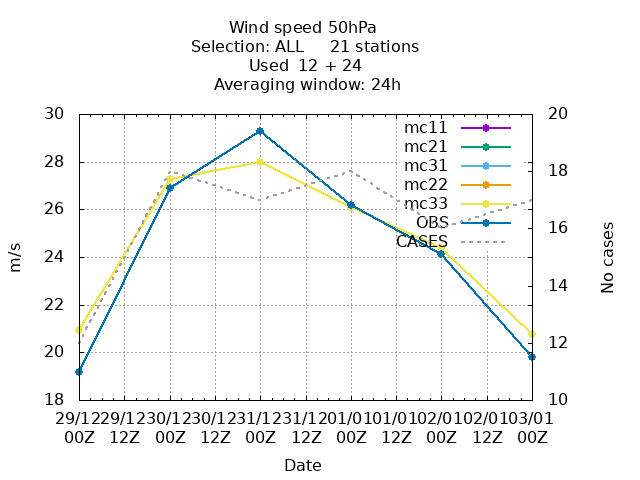 Wind speed 50hPa
Selection: ALL     21 stations
Used  12 + 24
Averaging window: 24h
30
28
26
24
22
20
18
m/s
20
18
16
14
12
10
No cases
mc11
mc21
mc31
mc22
mc33
OBS
CASES
29/12 29/12 30/12 30/12 31/12 31/12 01/01 01/01 02/01 02/01 03/01
00Z 12Z 00Z 12Z 00Z 12Z 00Z 12Z 00Z 12Z 00Z
Date